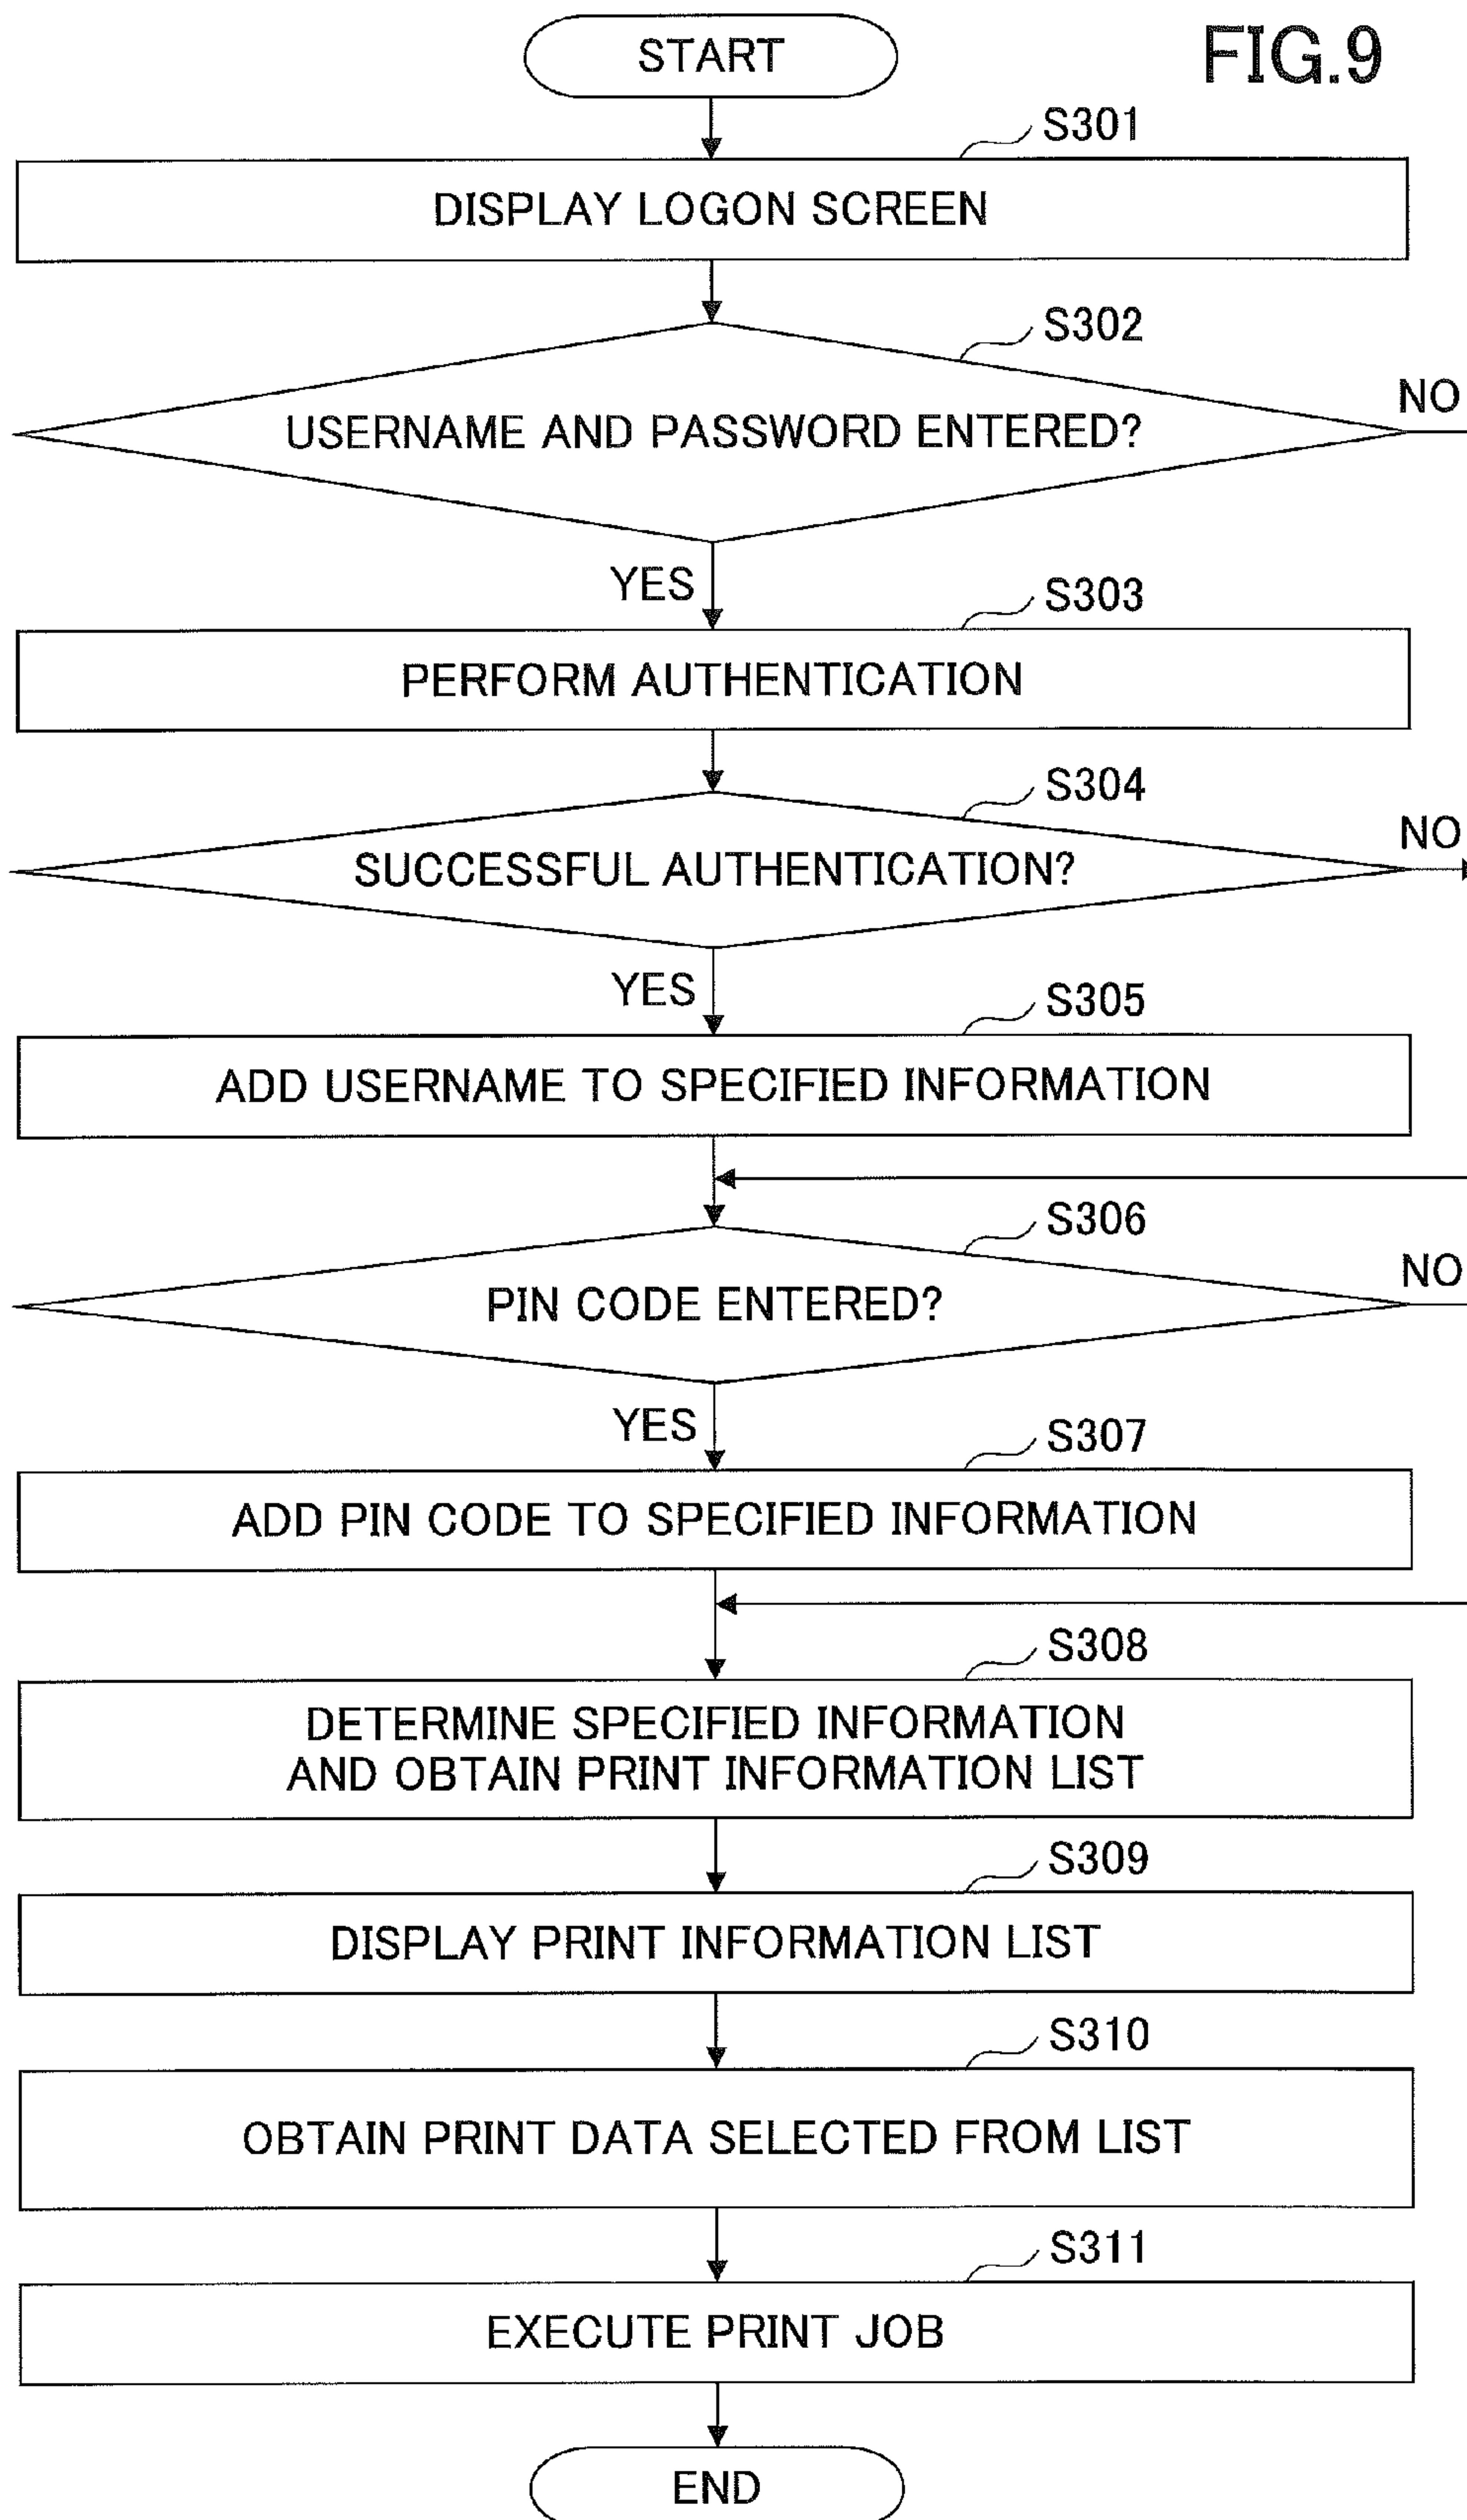 START
FIG.9
S301
DISPLAY LOGON SCREEN
S302
USERNAME AND PASSWORD ENTERED?
NO
YES
S303
PERFORM AUTHENTICATION
S304
SUCCESSFUL AUTHENTICATION?
NO
YES
S305
ADD USERNAME TO SPECIFIED INFORMATION
S306
PIN CODE ENTERED?
NO
YES
S307
ADD PIN CODE TO SPECIFIED INFORMATION
S308
DETERMINE SPECIFIED INFORMATION
AND OBTAIN PRINT INFORMATION LIST
S309
DISPLAY PRINT INFORMATION LIST
S310
OBTAIN PRINT DATA SELECTED FROM LIST
S311
EXECUTE PRINT JOB
END